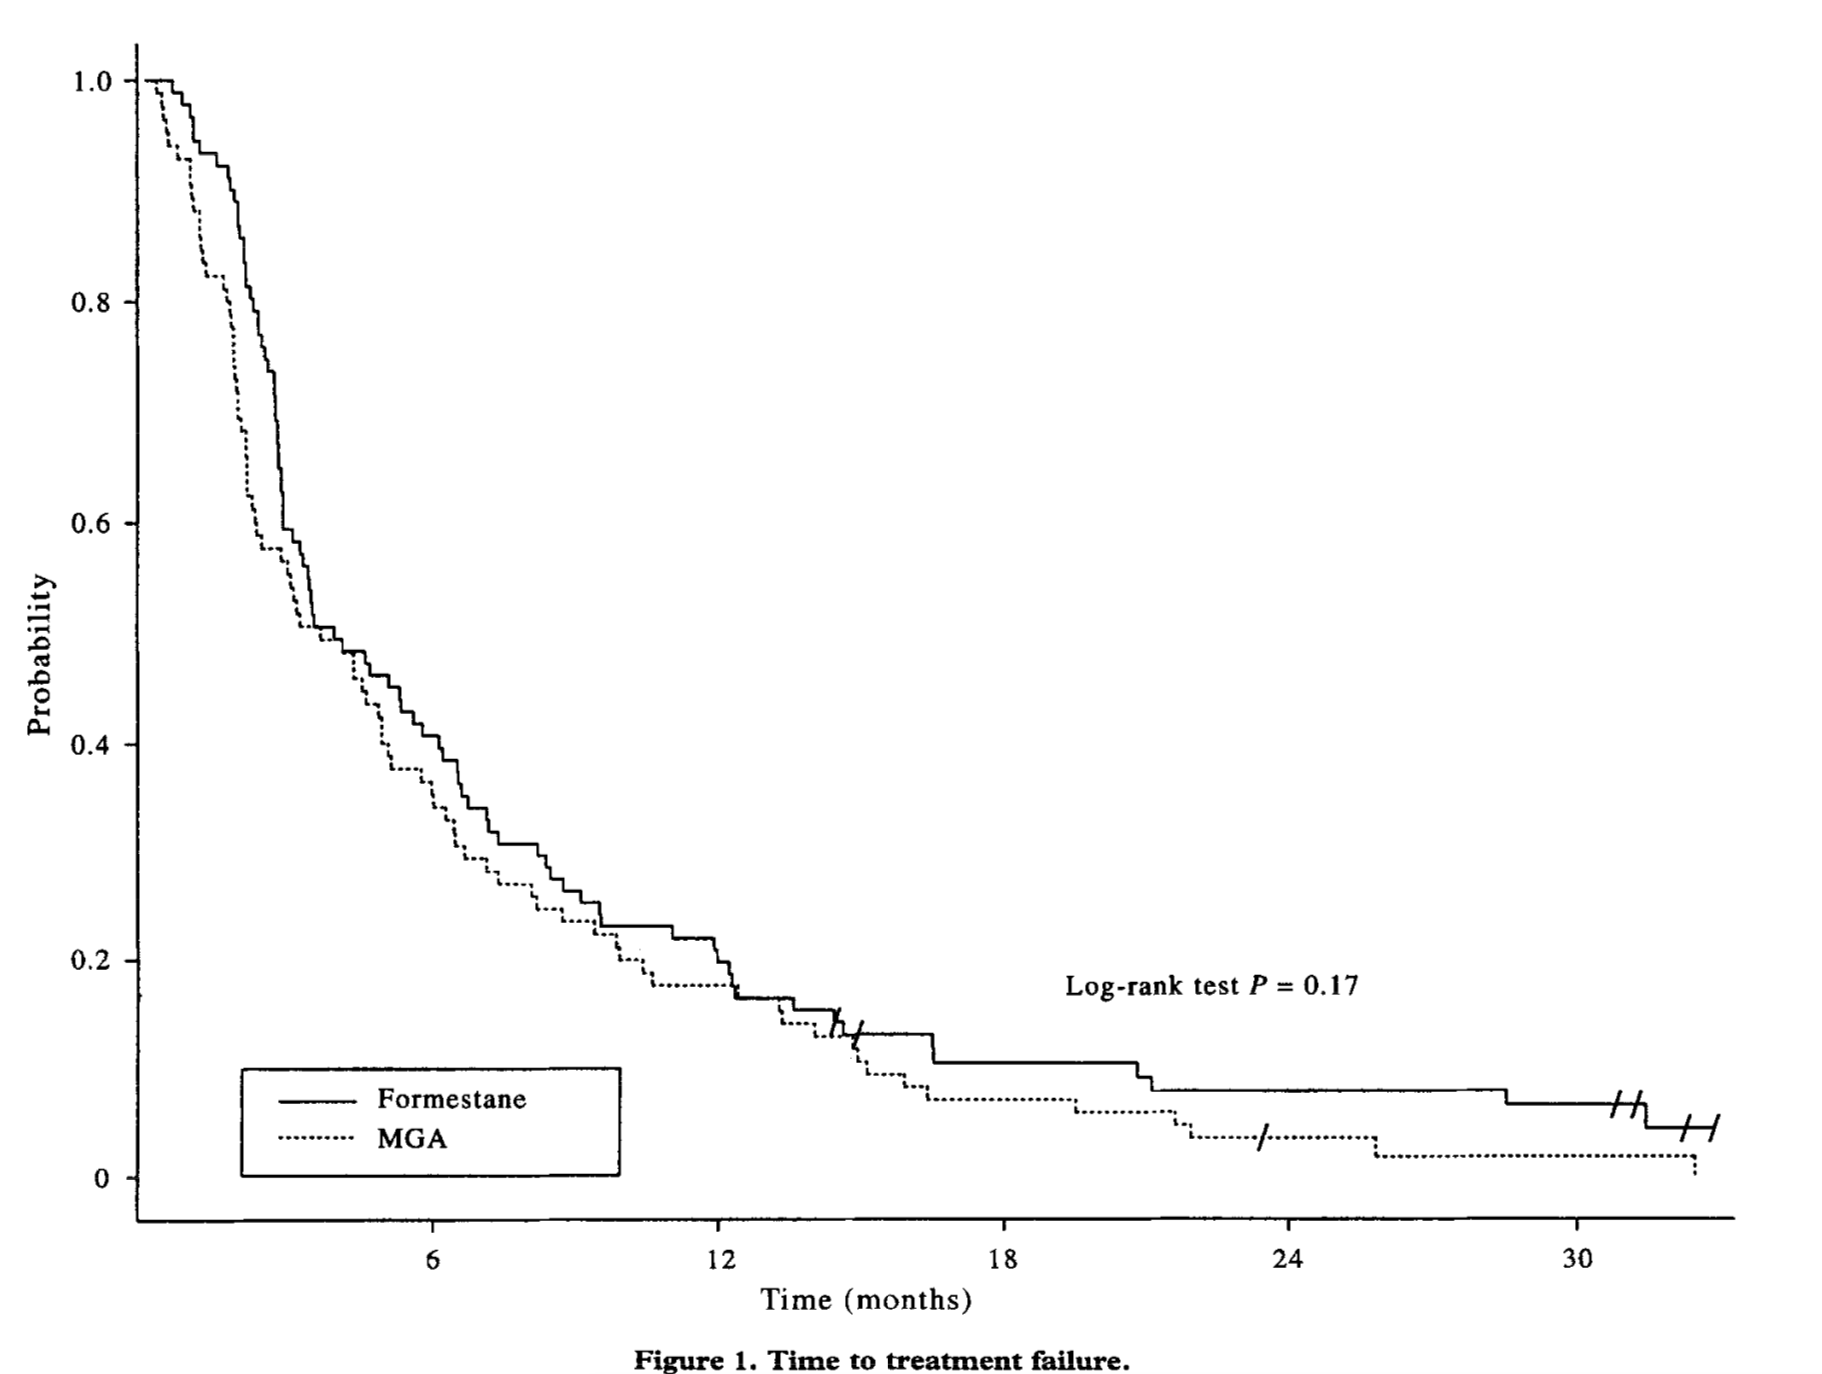 1.0
0.8
0.6
0.4
0.2
0
Probability
Log-rank test P = 0.17
Formestane
MGA
6 12 18 24 30
Time (months)
Figure 1. Time to treatment failure.